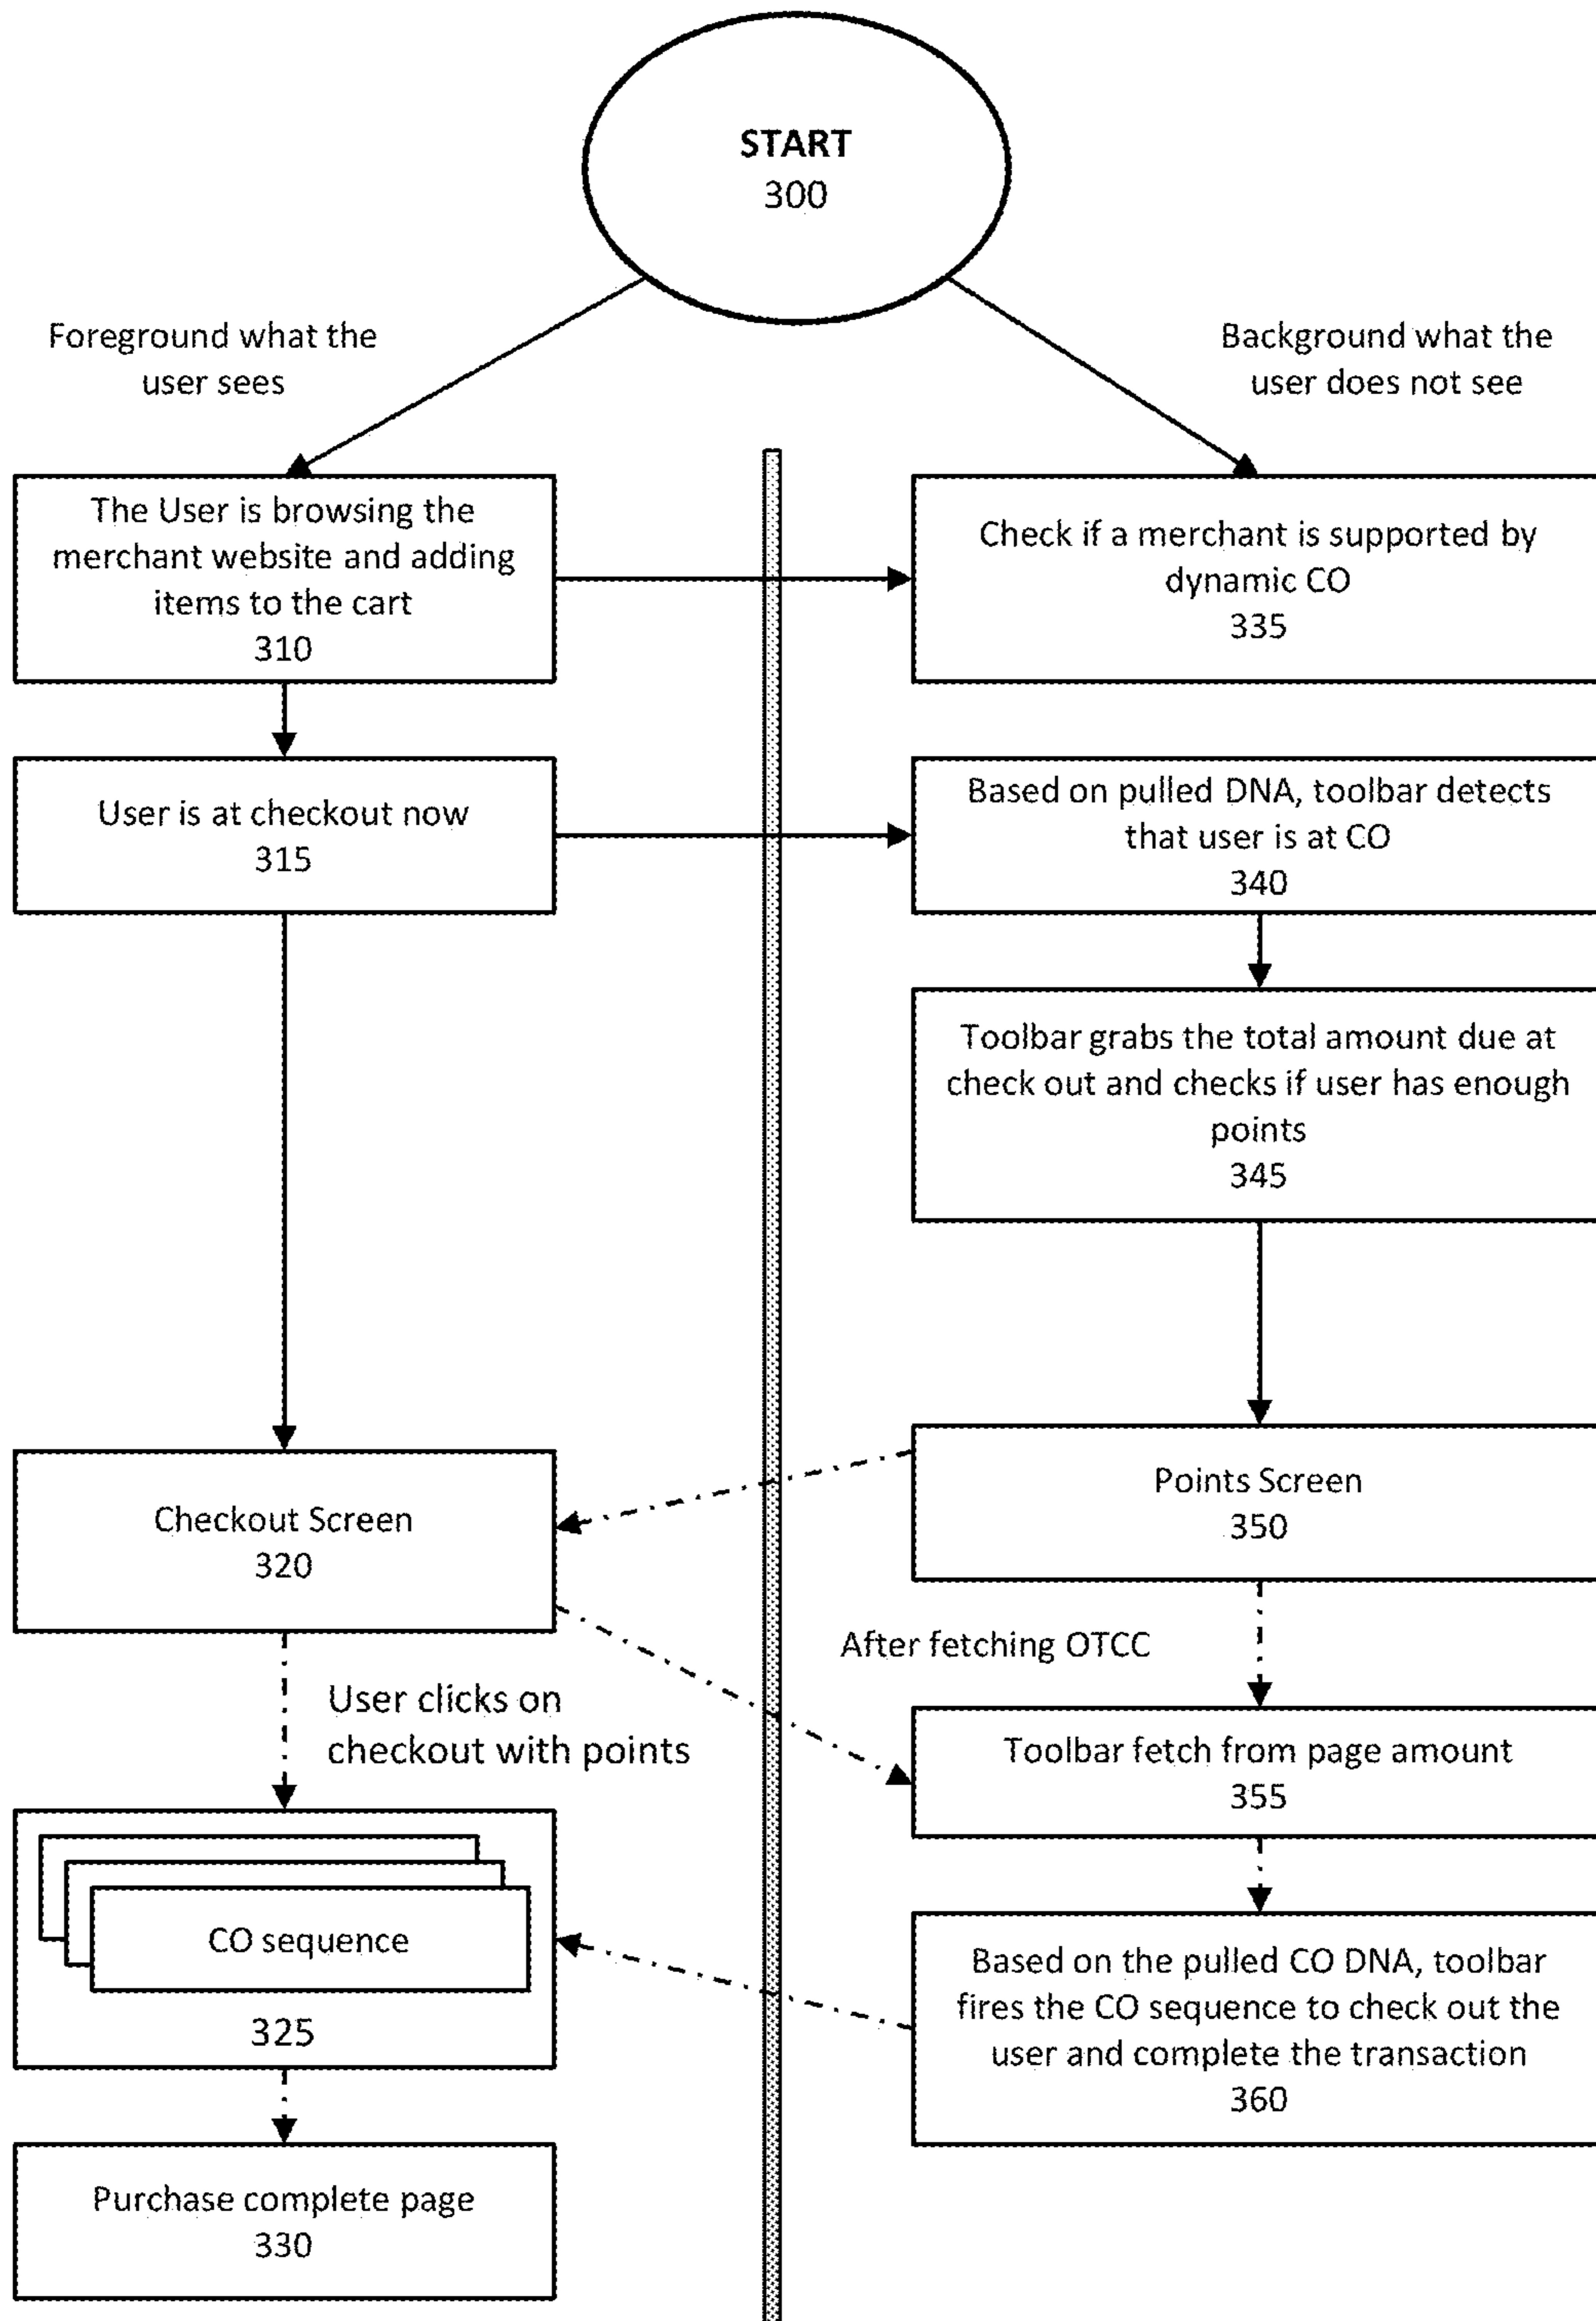 START
300
Foreground what the
user sees
Background what the
user does not see
The User is browsing the
merchant website and adding
items to the cart
310
Check if a merchant is supported by
dynamic CO
335
User is at checkout now
315
Based on pulled DNA, toolbar detects
that user is at CO
340
Toolbar grabs the total amount due at
check out and checks if user has enough
points
345
Checkout Screen
320
Points Screen
350
After fetching OTCC
User clicks on
checkout with points
Toolbar fetch from page amount
355
CO sequence
325
Based on the pulled CO DNA, toolbar
fires the CO sequence to check out the
user and complete the transaction
360
Purchase complete page
330